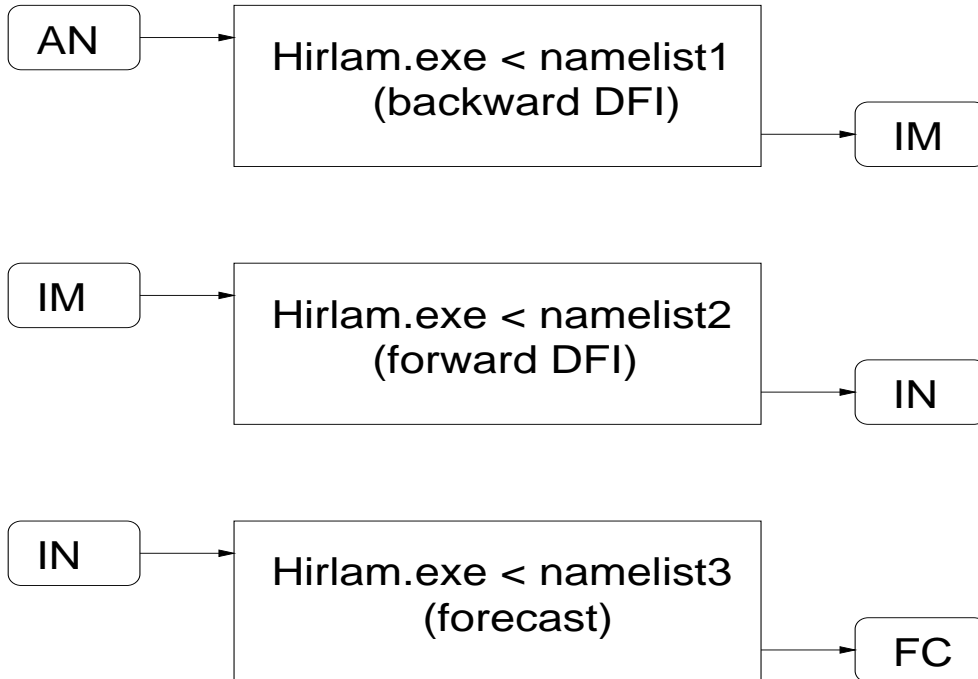 AN
Hirlam.exe < namelist1
(backward DFI)
IM
IM
Hirlam.exe < namelist2
(forward DFI)
IN
IN
Hirlam.exe < namelist3
(forecast)
FC